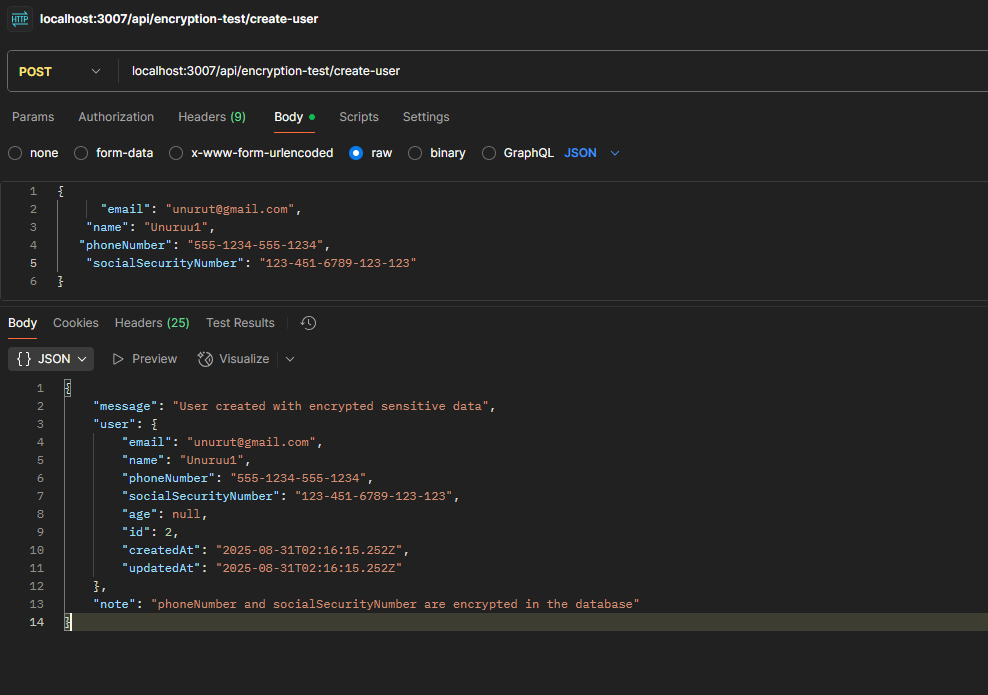 HTTP localhost:3007/api/encryption-test/create-user
POST localhost:3007/api/encryption-test/create-user
Params Authorization Headers (9) Body Scripts Settings
none form-data x-www-form-urlencoded raw binary GraphQL JSON
1 {
2 "email": "unurut@gmail.com",
3 "name": "Unuruu1",
4 "phoneNumber": "555-1234-555-1234",
5 "socialSecurityNumber": "123-451-6789-123-123"
6 }
Body Cookies Headers (25) Test Results
{} JSON Preview Visualize
1 {
2 "message": "User created with encrypted sensitive data",
3 "user": {
4 "email": "unurut@gmail.com",
5 "name": "Unuruu1",
6 "phoneNumber": "555-1234-555-1234",
7 "socialSecurityNumber": "123-451-6789-123-123",
8 "age": null,
9 "id": 2,
10 "createdAt": "2025-08-31T02:16:15.252Z",
11 "updatedAt": "2025-08-31T02:16:15.252Z"
12 },
13 "note": "phoneNumber and socialSecurityNumber are encrypted in the database"
14 }